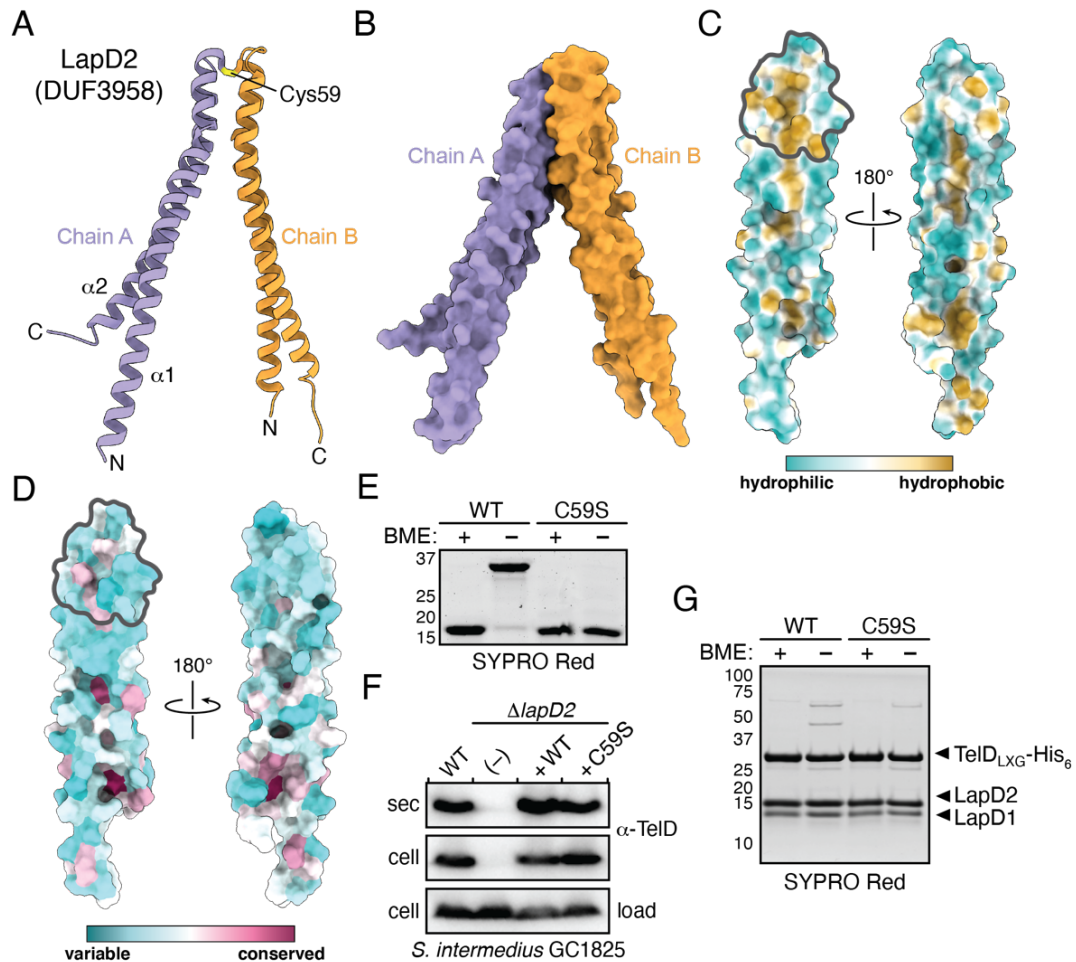 A
LapD2
(DUF3958)
Cys59
Chain A
Chain B
α2
C
α1
N
N
C
B
Chain A
Chain B
C
180°
hydrophilic
hydrophobic
D
180°
variable
conserved
E
WT C59S
BME: + − + −
37
25
20
15
SYPRO Red
F
ΔlapD2
WT (−) +WT +C59S
sec
α-TelD
cell
cell load
S. intermedius GC1825
G
WT C59S
BME: + − + −
100
75
50
37
TelDLXG-His6
25
20
LapD2
15
LapD1
10
SYPRO Red